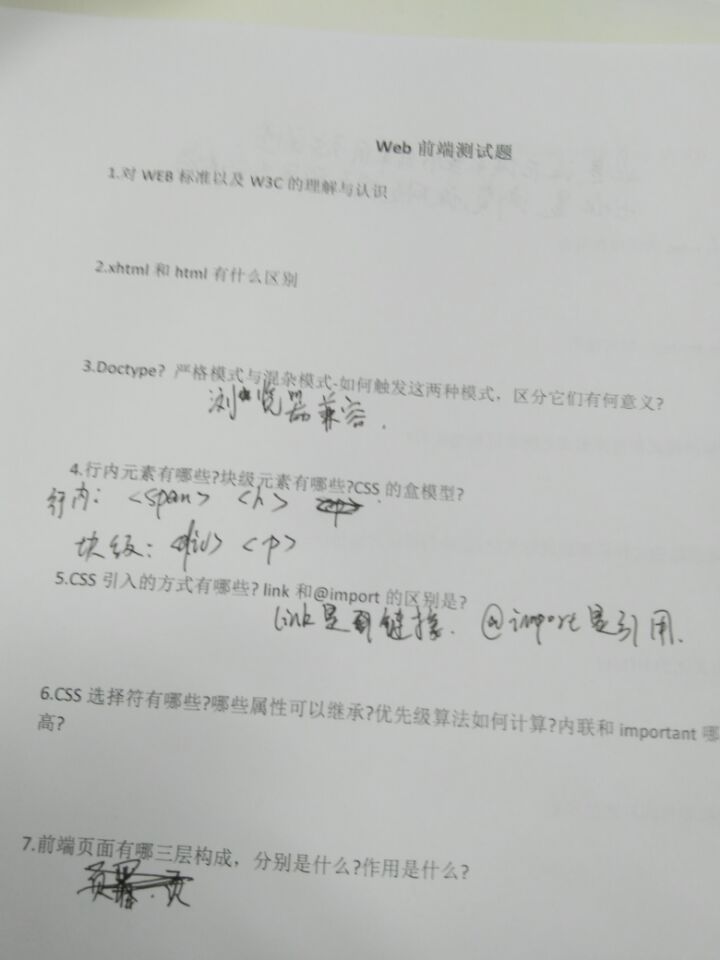 Web 前端测试题
1.对 WEB 标准以及 W3C 的理解与认识
2.xhtml 和 html 有什么区别
3.Doctype? 严格模式与混杂模式-如何触发这两种模式，区分它们有何意义?
浏览器兼容.
4.行内元素有哪些?块级元素有哪些?CSS 的盒模型?
行内: <span> <h>
块级: <div> <p>
5.CSS 引入的方式有哪些? link 和@import 的区别是?
link是链接. @import是引用.
6.CSS 选择符有哪些?哪些属性可以继承?优先级算法如何计算?内联和 important 哪
高?
7.前端页面有哪三层构成，分别是什么?作用是什么?